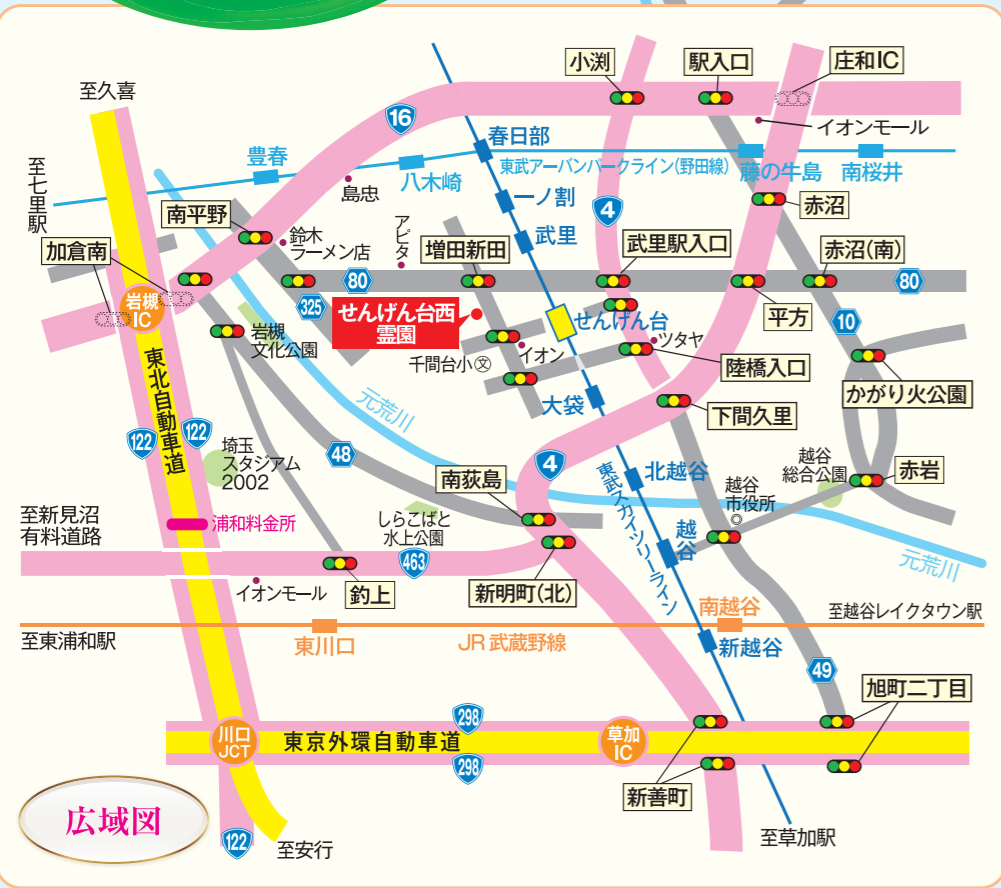 小渕
駅入口
庄和IC
至久喜
16
イオンモール
春日部
東武アーバンパークライン(野田線)
豊春
八木崎
藤の牛島
南桜井
至七里駅
島忠
一ノ割
4
赤沼
南平野
鈴木
ラーメン店
アピタ
増田新田
武里
武里駅入口
赤沼(南)
加倉南
80
80
岩槻
IC
325
せんげん台西
霊園
せんげん台
平方
10
岩槻
文化公園
イオン
ツタヤ
千間台小
文
陸橋入口
かがり火公園
東北自動車道
元荒川
大袋
下間久里
122
122
48
埼玉
スタジアム
2002
4
南荻島
東武スカイツリーライン
北越谷
越谷
市役所
越谷
総合公園
赤岩
至新見沼
有料道路
浦和料金所
しらこばと
水上公園
越谷
463
元荒川
イオンモール
釣上
新明町(北)
南越谷
至越谷レイクタウン駅
至東浦和駅
東川口
JR武蔵野線
新越谷
49
旭町二丁目
298
川口
JCT
東京外環自動車道
草加
IC
298
新善町
広域図
122
至安行
至草加駅